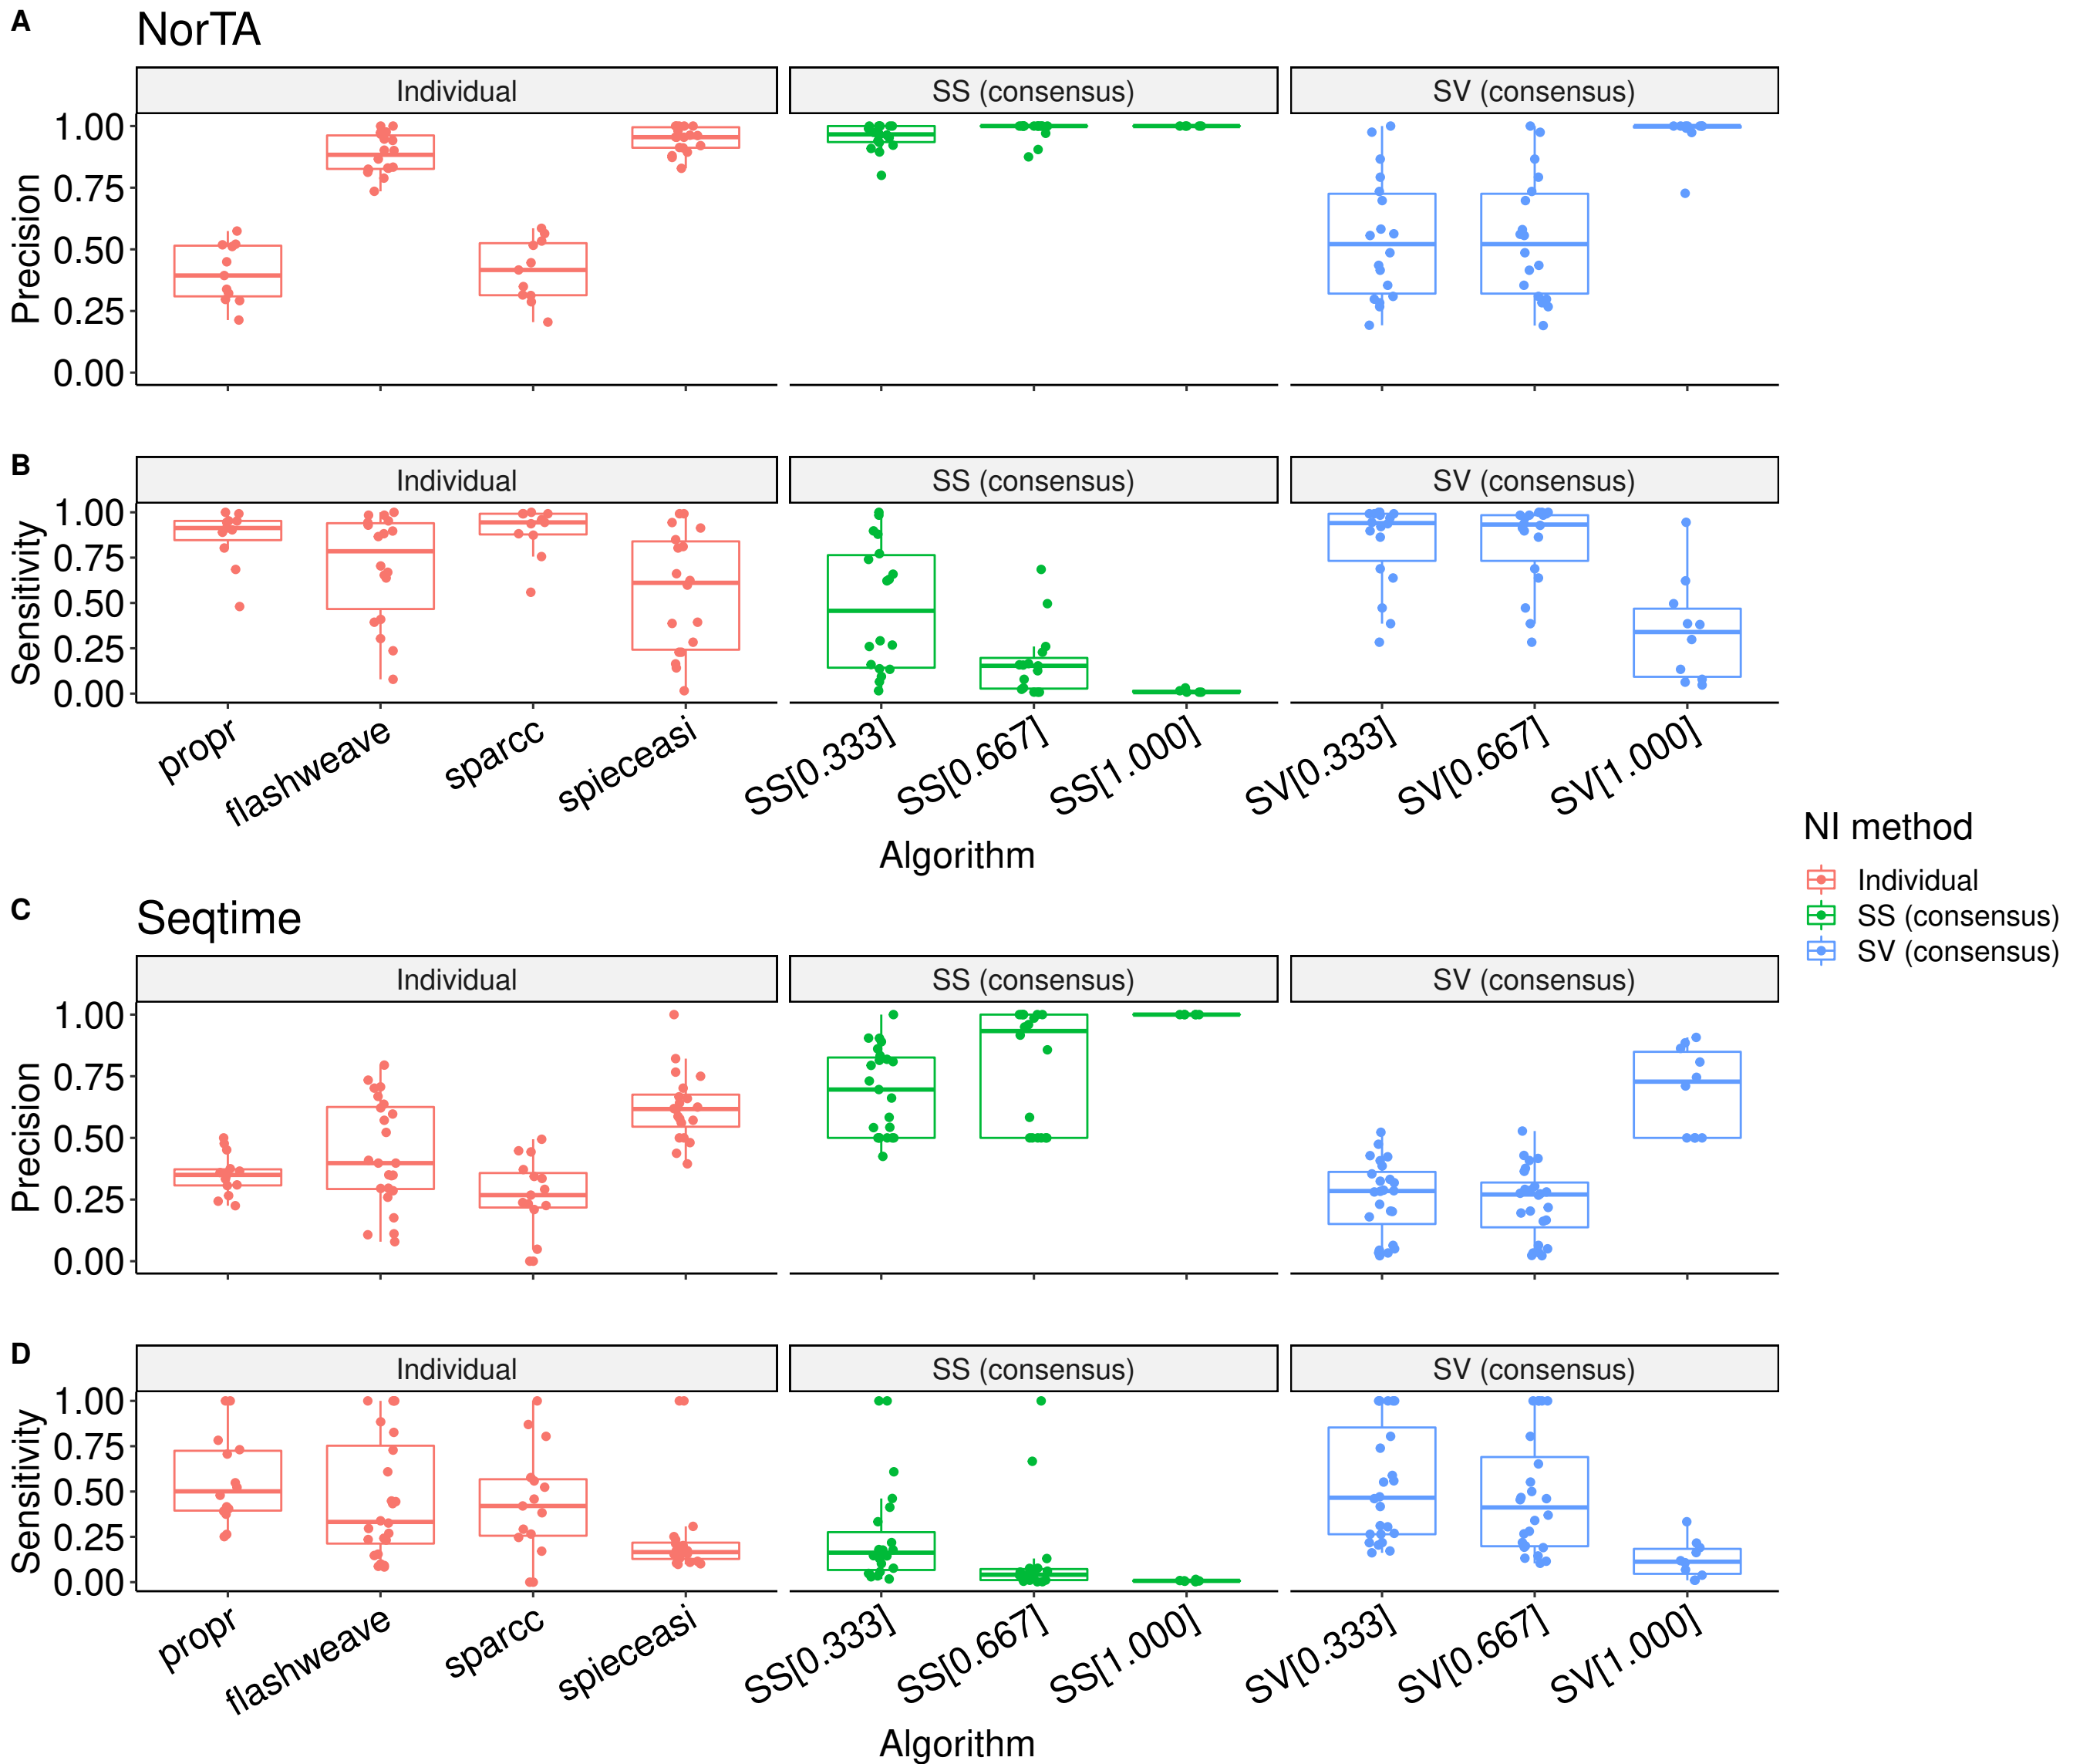 A
NorTA
Individual
SS (consensus)
SV (consensus)
Precision
1.00
0.75
0.50
0.25
0.00
B
Individual
SS (consensus)
SV (consensus)
Sensitivity
1.00
0.75
0.50
0.25
0.00
propr
flashweave
sparcc
spieceasi
SS[0.333]
SS[0.667]
SS[1.000]
SV[0.333]
SV[0.667]
SV[1.000]
Algorithm
NI method
Individual
SS (consensus)
SV (consensus)
C
Seqtime
Individual
SS (consensus)
SV (consensus)
Precision
1.00
0.75
0.50
0.25
0.00
D
Individual
SS (consensus)
SV (consensus)
Sensitivity
1.00
0.75
0.50
0.25
0.00
propr
flashweave
sparcc
spieceasi
SS[0.333]
SS[0.667]
SS[1.000]
SV[0.333]
SV[0.667]
SV[1.000]
Algorithm